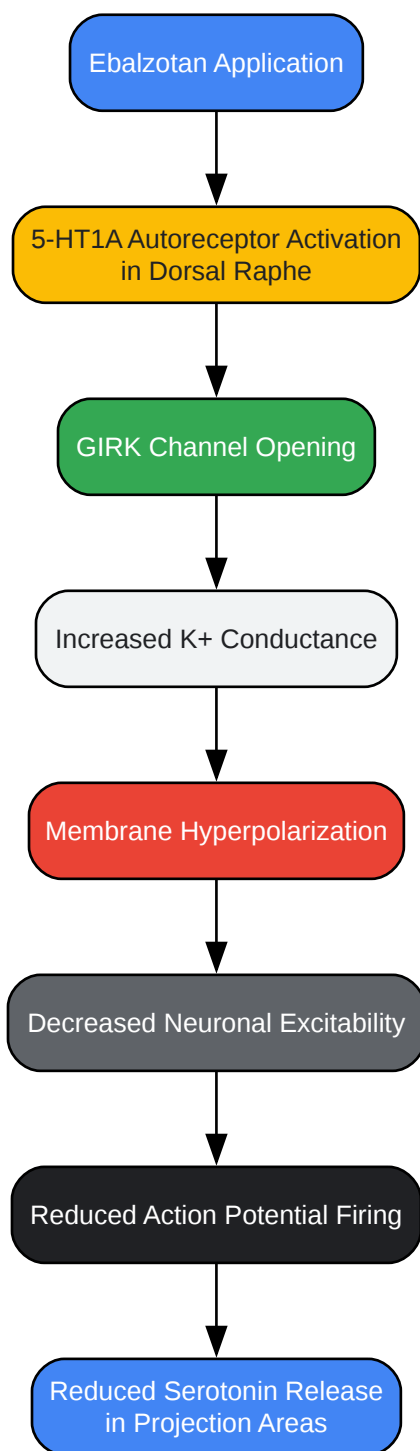 Ebalzotan Application
5-HT1A Autoreceptor Activation
in Dorsal Raphe
GIRK Channel Opening
Increased K+ Conductance
Membrane Hyperpolarization
Decreased Neuronal Excitability
Reduced Action Potential Firing
Reduced Serotonin Release
in Projection Areas